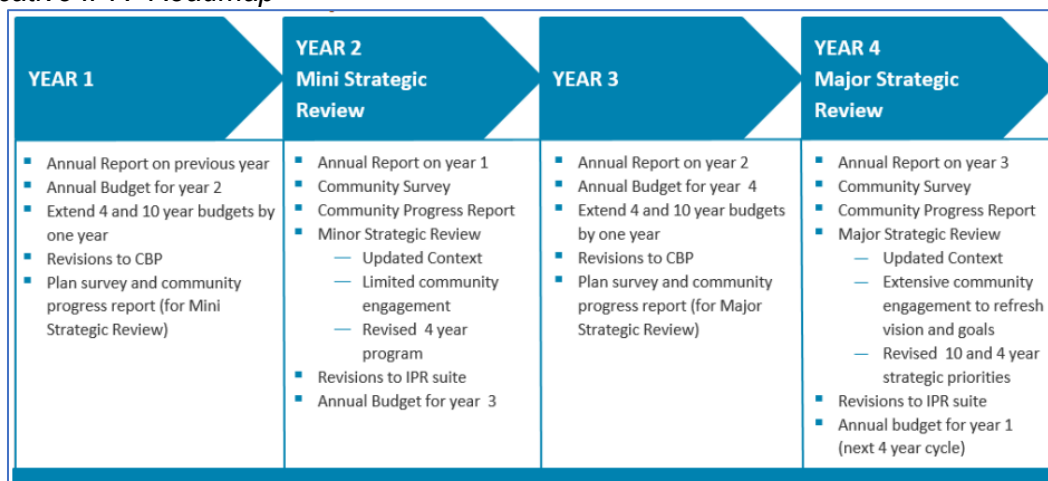 YEAR 1
Annual Report on previous year
Annual Budget for year 2
Extend 4 and 10 year budgets by
one year
Revisions to CBP
Plan survey and community
progress report (for Mini
Strategic Review)
YEAR 2
Mini Strategic
Review
Annual Report on year 1
Community Survey
Community Progress Report
Minor Strategic Review
— Updated Context
— Limited community
engagement
— Revised 4 year
program
Revisions to IPR suite
Annual Budget for year 3
YEAR 3
Annual Report on year 2
Annual Budget for year 4
Extend 4 and 10 year budgets
by one year
Revisions to CBP
Plan survey and community
progress report (for Major
Strategic Review)
YEAR 4
Major Strategic
Review
Annual Report on year 3
Community Survey
Community Progress Report
Major Strategic Review
— Updated Context
— Extensive community
engagement to refresh
vision and goals
— Revised 10 and 4 year
strategic priorities
Revisions to IPR suite
Annual budget for year 1
(next 4 year cycle)